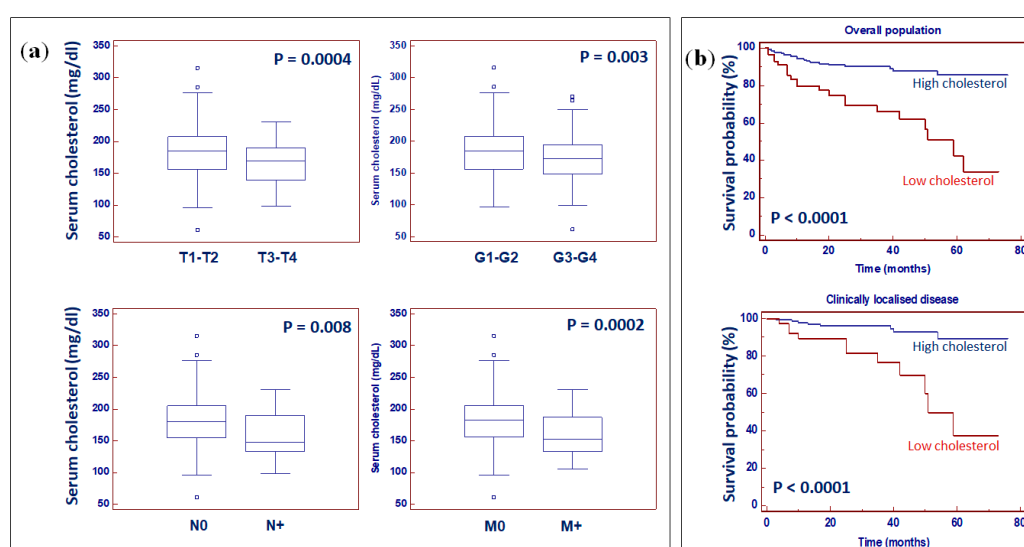 (a)
Serum cholesterol (mg/dl)
350
300
250
200
150
100
50
P = 0.0004
T1-T2 T3-T4
Serum cholesterol (mg/dL)
350
300
250
200
150
100
50
P = 0.003
G1-G2 G3-G4
Serum cholesterol (mg/dl)
350
300
250
200
150
100
50
P = 0.008
N0 N+
Serum cholesterol (mg/dL)
350
300
250
200
150
100
50
P = 0.0002
M0 M+
(b)
Overall population
Survival probability (%)
100
80
60
40
20
0
High cholesterol
Low cholesterol
P < 0.0001
0 20 40 60 80
Time (months)
Clinically localised disease
Survival probability (%)
100
80
60
40
20
0
High cholesterol
Low cholesterol
P < 0.0001
0 20 40 60 80
Time (months)